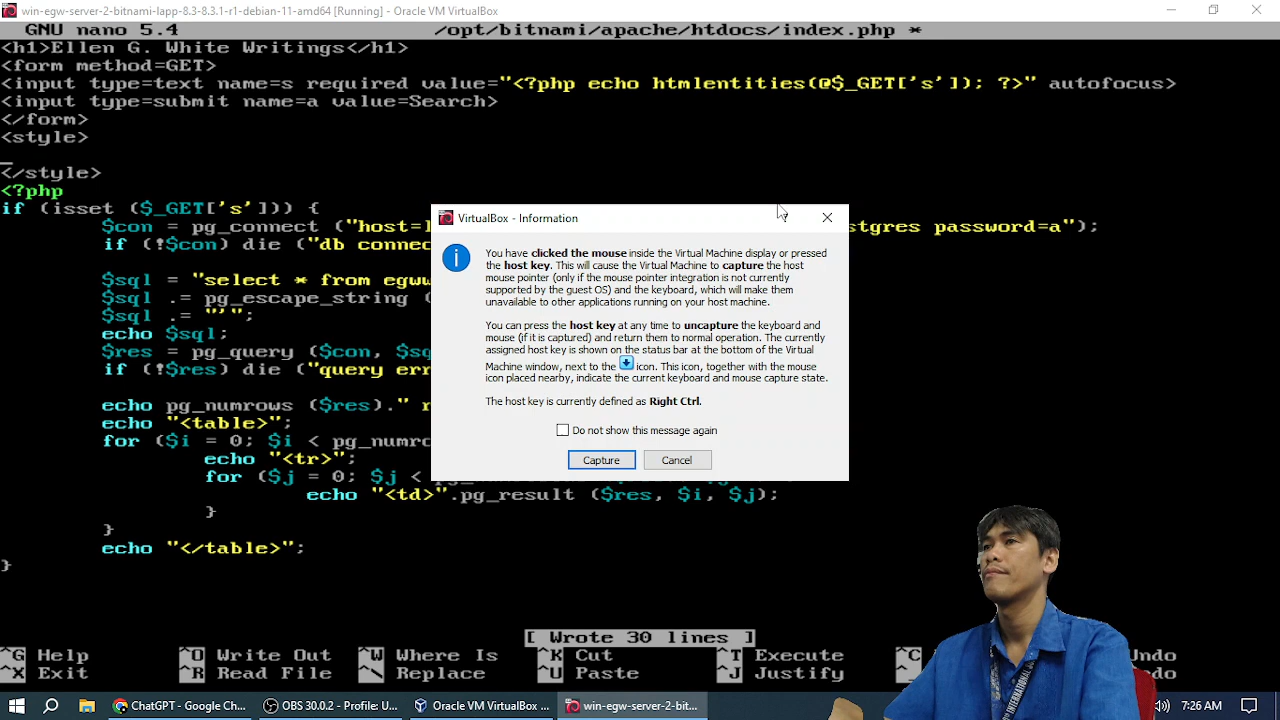 win-egw-server-2-bitnami-lapp-8.3-8.3.1-r1-debian-11-amd64 [Running] - Oracle VM VirtualBox
GNU nano 5.4 /opt/bitnami/apache/htdocs/index.php *
<h1>Ellen G. White Writings</h1>
<form method=GET>
<input type=text name=s required value="<?php echo htmlentities(@$_GET['s']); ?>" autofocus>
<input type=submit name=a value=Search>
</form>
<style>
</style>
<?php
if (isset ($_GET['s'])) {
$con = pg_connect ("host= stgres password=a");
if (!$con) die ("db connec
$sql = "select * from egww
$sql .= pg_escape_string (
$sql .= "'";
echo $sql;
$res = pg_query ($con, $sq
if (!$res) die ("query err
echo pg_numrows ($res)." r
echo "<table>";
for ($i = 0; $i < pg_numro
echo "<tr>";
for ($j = 0; $j <
echo "<td>".pg_result ($res, $i, $j);
}
}
echo "</table>";
}
VirtualBox - Information
You have clicked the mouse inside the Virtual Machine display or pressed
the host key. This will cause the Virtual Machine to capture the host
mouse pointer (only if the mouse pointer integration is not currently
supported by the guest OS) and the keyboard, which will make them
unavailable to other applications running on your host machine.
You can press the host key at any time to uncapture the keyboard and
mouse (if it is captured) and return them to normal operation. The currently
assigned host key is shown on the status bar at the bottom of the Virtual
Machine window, next to the icon. This icon, together with the mouse
icon placed nearby, indicate the current keyboard and mouse capture state.
The host key is currently defined as Right Ctrl.
Do not show this message again
Capture Cancel
[ Wrote 30 lines ]
^G Help ^O Write Out ^W Where Is ^K Cut ^T Execute ^C Undo
^X Exit ^R Read File ^\ Replace ^U Paste ^J Justify
ChatGPT - Google Ch... OBS 30.0.2 - Profile: U... Oracle VM VirtualBox ... win-egw-server-2-bit... 7:26 AM